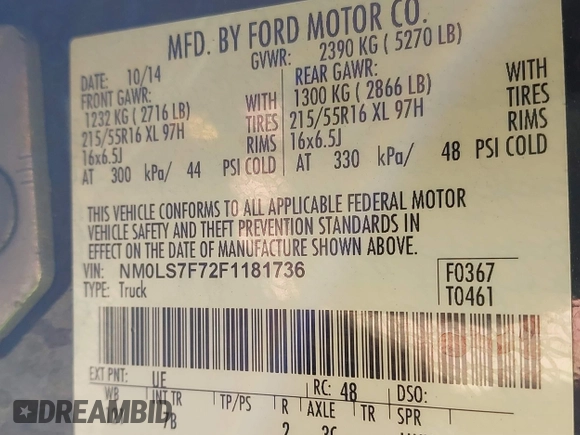 MFD. BY FORD MOTOR CO.
DATE: 10/14
GVWR: 2390 KG ( 5270 LB)
FRONT GAWR:
1232 KG ( 2716 LB)
215/55R16 XL 97H
16x6.5J
AT 300 kPa/ 44 PSI COLD
WITH
TIRES
RIMS
REAR GAWR:
1300 KG ( 2866 LB)
215/55R16 XL 97H
16x6.5J
AT 330 kPa/ 48 PSI COLD
WITH
TIRES
RIMS
THIS VEHICLE CONFORMS TO ALL APPLICABLE FEDERAL MOTOR
VEHICLE SAFETY AND THEFT PREVENTION STANDARDS IN
EFFECT ON THE DATE OF MANUFACTURE SHOWN ABOVE.
VIN: NM0LS7F72F1181736
TYPE: Truck
F0367
T0461
EXT PNT: UE RC: 48 DSO:
WB INT TR TP/PS R AXLE TR SPR
7B
DREAMBID